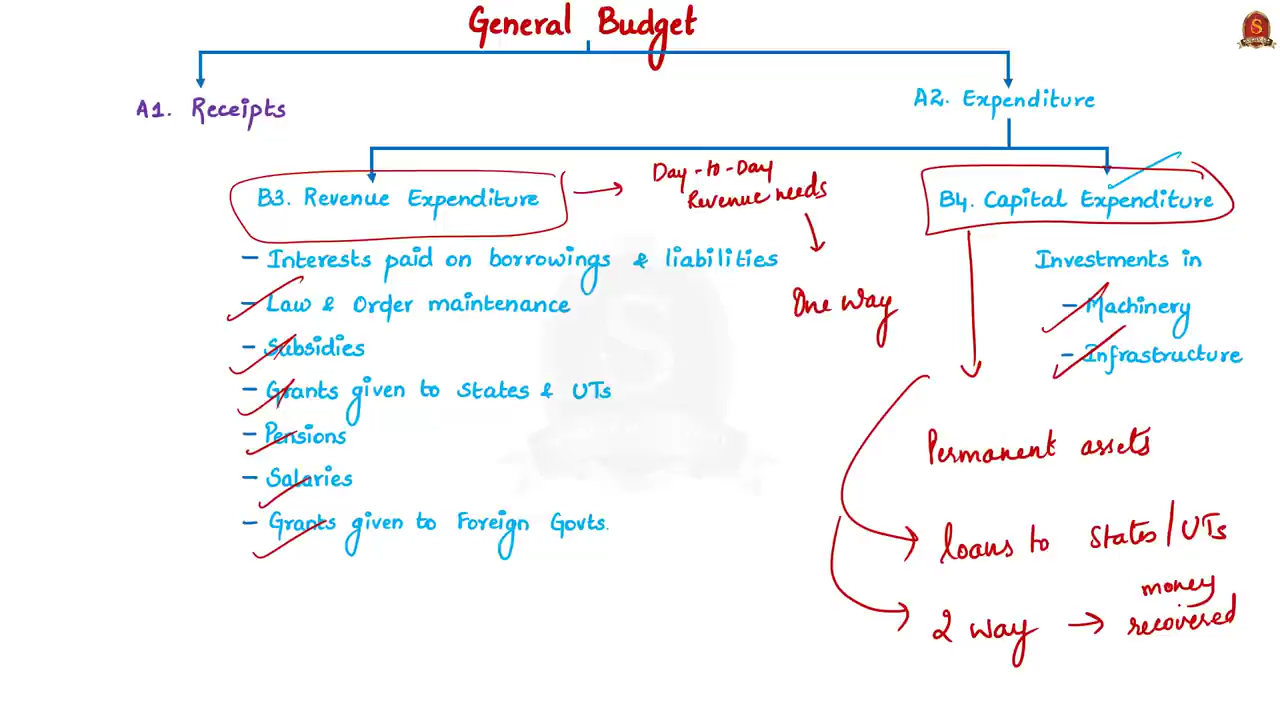 General Budget
A1. Receipts
A2. Expenditure
B3. Revenue Expenditure
Day-to-Day
Revenue needs
B4. Capital Expenditure
- Interests paid on borrowings & liabilities
- Law & Order maintenance
- Subsidies
- Grants given to States & UTs
- Pensions
- Salaries
- Grants given to Foreign Govts.
One way
Investments in
- Machinery
- Infrastructure
Permanent assets
loans to States/UTs
2 way → money
recovered
S